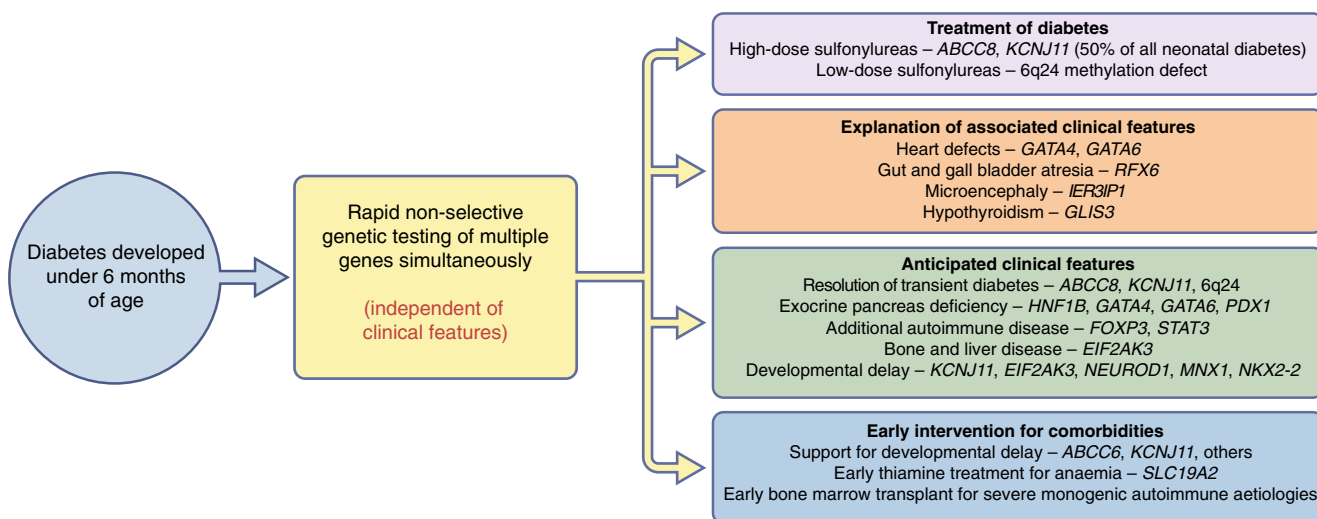 Diabetes developed
under 6 months
of age
Rapid non-selective
genetic testing of multiple
genes simultaneously
(independent of
clinical features)
Treatment of diabetes
High-dose sulfonylureas – ABCC8, KCNJ11 (50% of all neonatal diabetes)
Low-dose sulfonylureas – 6q24 methylation defect
Explanation of associated clinical features
Heart defects – GATA4, GATA6
Gut and gall bladder atresia – RFX6
Microencephaly – IER3IP1
Hypothyroidism – GLIS3
Anticipated clinical features
Resolution of transient diabetes – ABCC8, KCNJ11, 6q24
Exocrine pancreas deficiency – HNF1B, GATA4, GATA6, PDX1
Additional autoimmune disease – FOXP3, STAT3
Bone and liver disease – EIF2AK3
Developmental delay – KCNJ11, EIF2AK3, NEUROD1, MNX1, NKX2-2
Early intervention for comorbidities
Support for developmental delay – ABCC6, KCNJ11, others
Early thiamine treatment for anaemia – SLC19A2
Early bone marrow transplant for severe monogenic autoimmune aetiologies